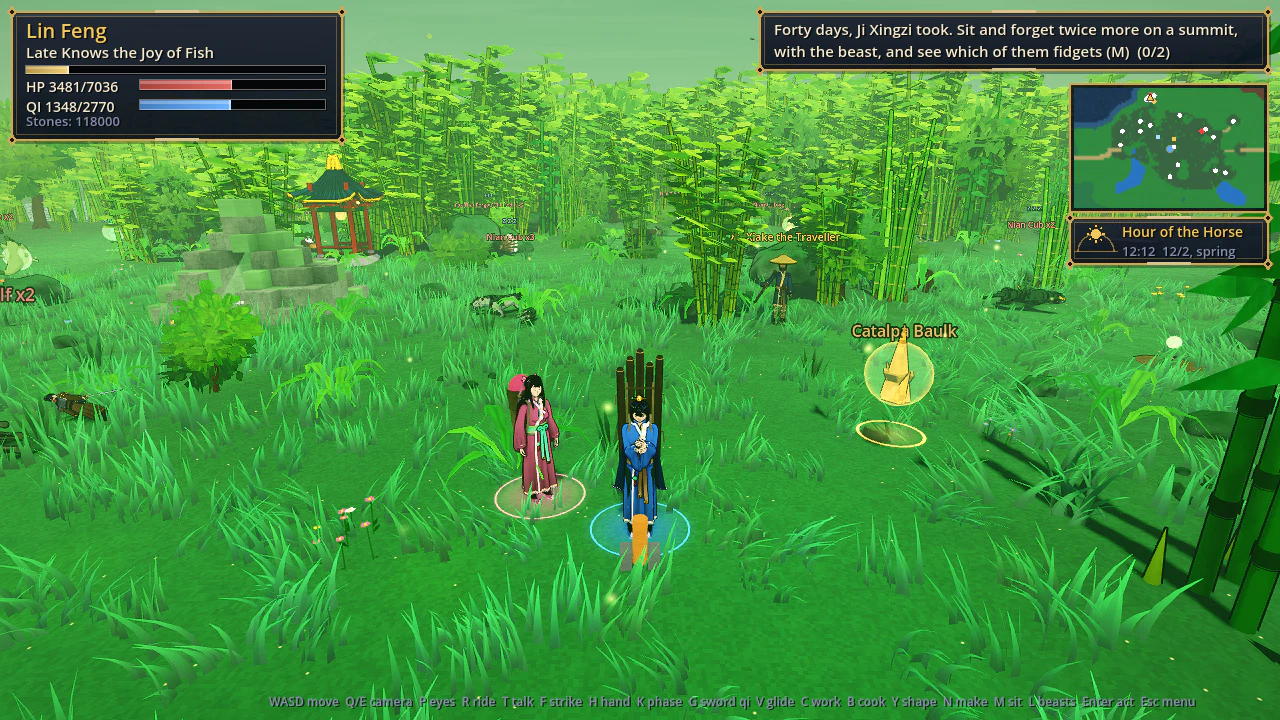 Lin Feng
Late Knows the Joy of Fish
HP 3481/7036
QI 1348/2770
Stones: 118000
Forty days, Ji Xingzi took. Sit and forget twice more on a summit,
with the beast, and see which of them fidgets (M) (0/2)
Hour of the Horse
12:12 12/2, spring
Nian Cub x3
Xiake the Traveller
Nian Cub x2
lf x2
Catalpa Baulk
WASD move Q/E camera P eyes R ride T talk F strike H hand K phase G sword qi V glide C work B cook Y shape N make M sit L beasts Enter act Esc menu